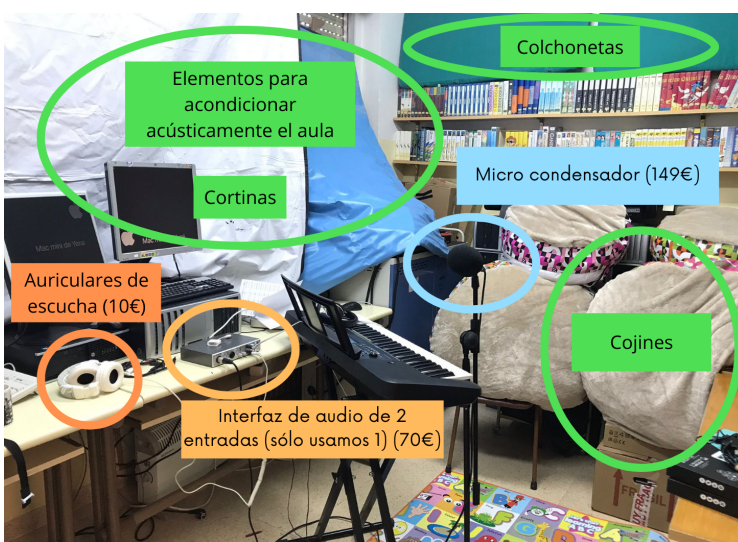 Colchonetas
Elementos para
acondicionar
acústicamente el aula
Cortinas
Micro condensador (149€)
Auriculares de
escucha (10€)
Cojines
Interfaz de audio de 2
entradas (sólo usamos 1) (70€)